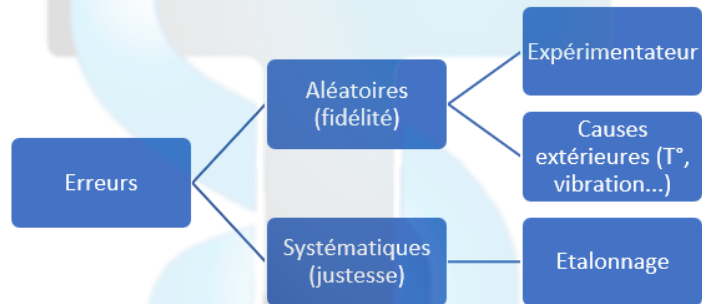 Erreurs
Aléatoires
(fidélité)
Expérimentateur
Causes
extérieures (T°,
vibration...)
Systématiques
(justesse)
Etalonnage